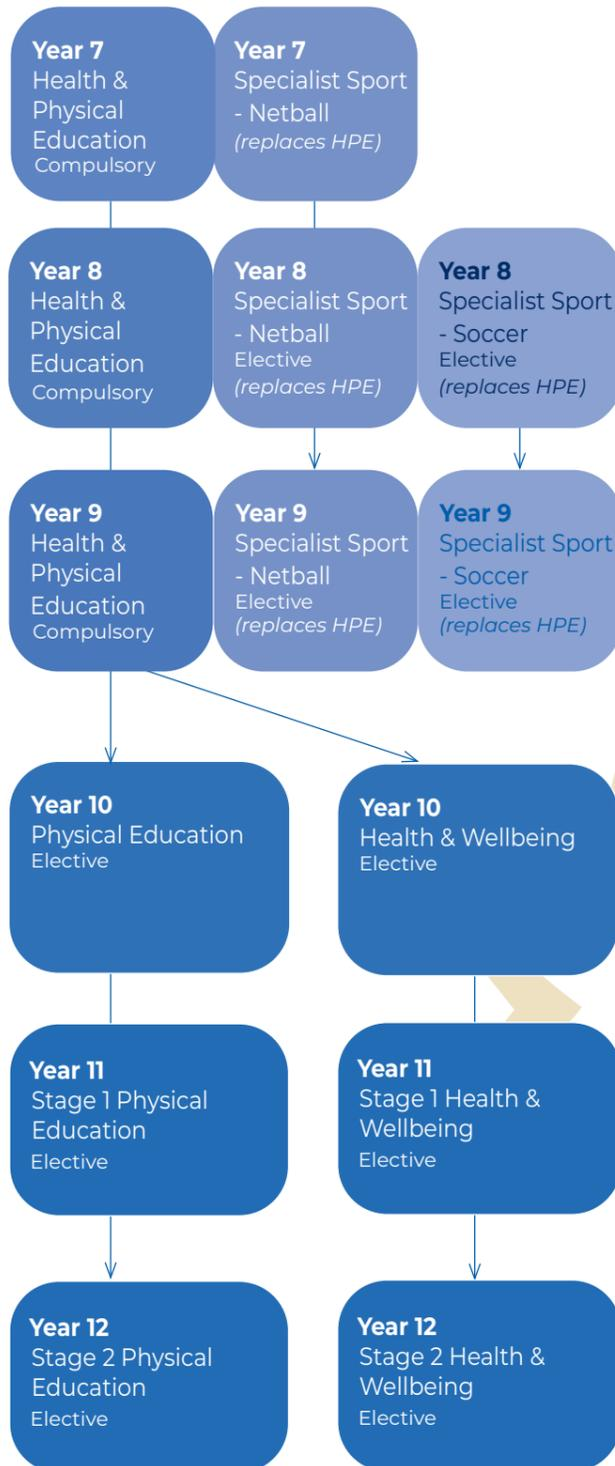 Year 7
Health &
Physical
Education
Compulsory
Year 7
Specialist Sport
- Netball
(replaces HPE)
Year 8
Health &
Physical
Education
Compulsory
Year 8
Specialist Sport
- Netball
Elective
(replaces HPE)
Year 8
Specialist Sport
- Soccer
Elective
(replaces HPE)
Year 9
Health &
Physical
Education
Compulsory
Year 9
Specialist Sport
- Netball
Elective
(replaces HPE)
Year 9
Specialist Sport
- Soccer
Elective
(replaces HPE)
Year 10
Physical Education
Elective
Year 10
Health & Wellbeing
Elective
Year 11
Stage 1 Physical
Education
Elective
Year 11
Stage 1 Health &
Wellbeing
Elective
Year 12
Stage 2 Physical
Education
Elective
Year 12
Stage 2 Health &
Wellbeing
Elective